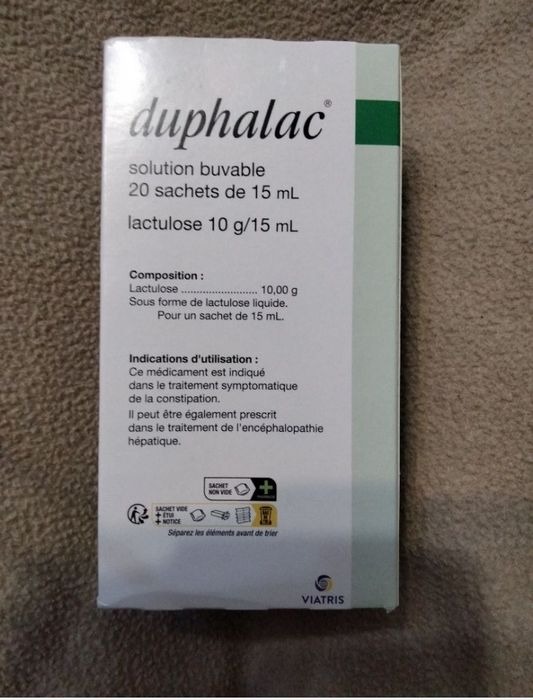 duphalac®
solution buvable
20 sachets de 15 mL
lactulose 10 g/15 mL
Composition :
Lactulose .......................... 10,00 g
Sous forme de lactulose liquide.
Pour un sachet de 15 mL.
Indications d'utilisation :
Ce médicament est indiqué
dans le traitement symptomatique
de la constipation.
Il peut être également prescrit
dans le traitement de l'encéphalopathie
hépatique.
SACHET
NON VIDE
SACHET VIDE
+ ÉTUI
+ NOTICE
Séparez les éléments avant de trier
VIATRIS